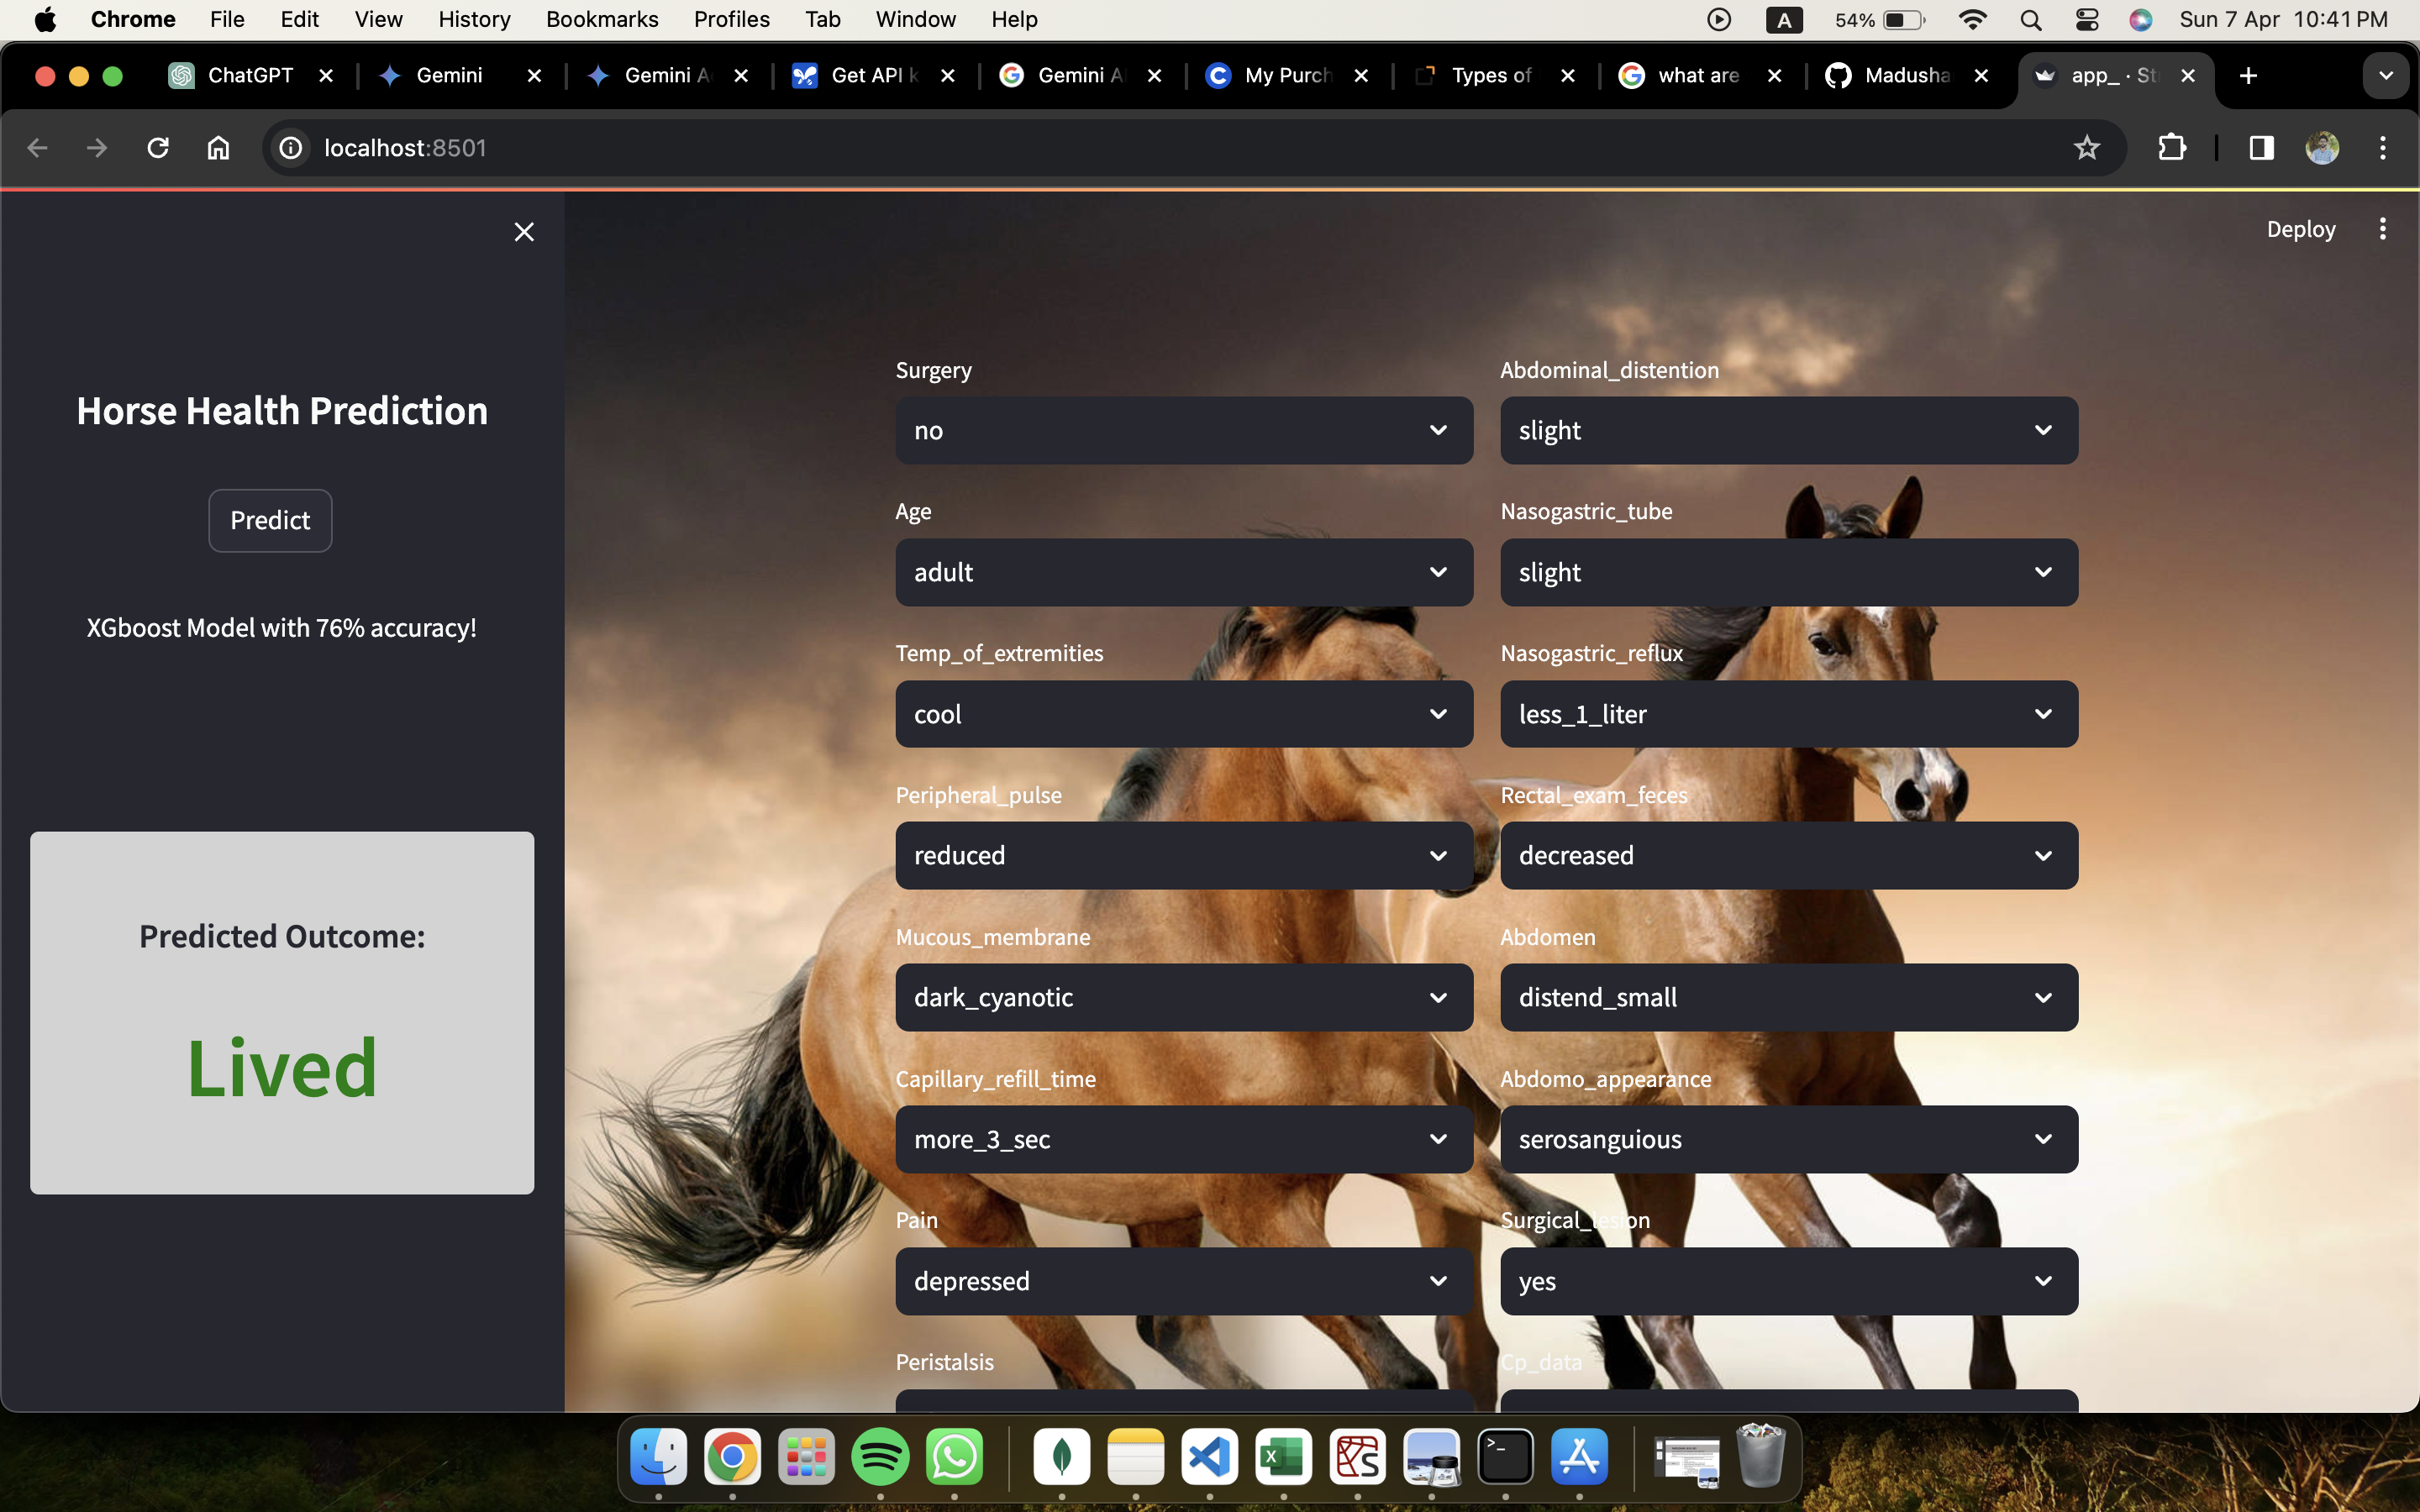 Chrome File Edit View History Bookmarks Profiles Tab Window Help A 54% Sun 7 Apr 10:41 PM
ChatGPT Gemini Gemini A Get API k Gemini A My Purch Types of what are Madusha app_ · St
localhost:8501
Deploy
Horse Health Prediction
Predict
XGboost Model with 76% accuracy!
Predicted Outcome:
Lived
Surgery
no
Age
adult
Temp_of_extremities
cool
Peripheral_pulse
reduced
Mucous_membrane
dark_cyanotic
Capillary_refill_time
more_3_sec
Pain
depressed
Peristalsis
Abdominal_distention
slight
Nasogastric_tube
slight
Nasogastric_reflux
less_1_liter
Rectal_exam_feces
decreased
Abdomen
distend_small
Abdomo_appearance
serosanguious
Surgical_lesion
yes
Cp_data